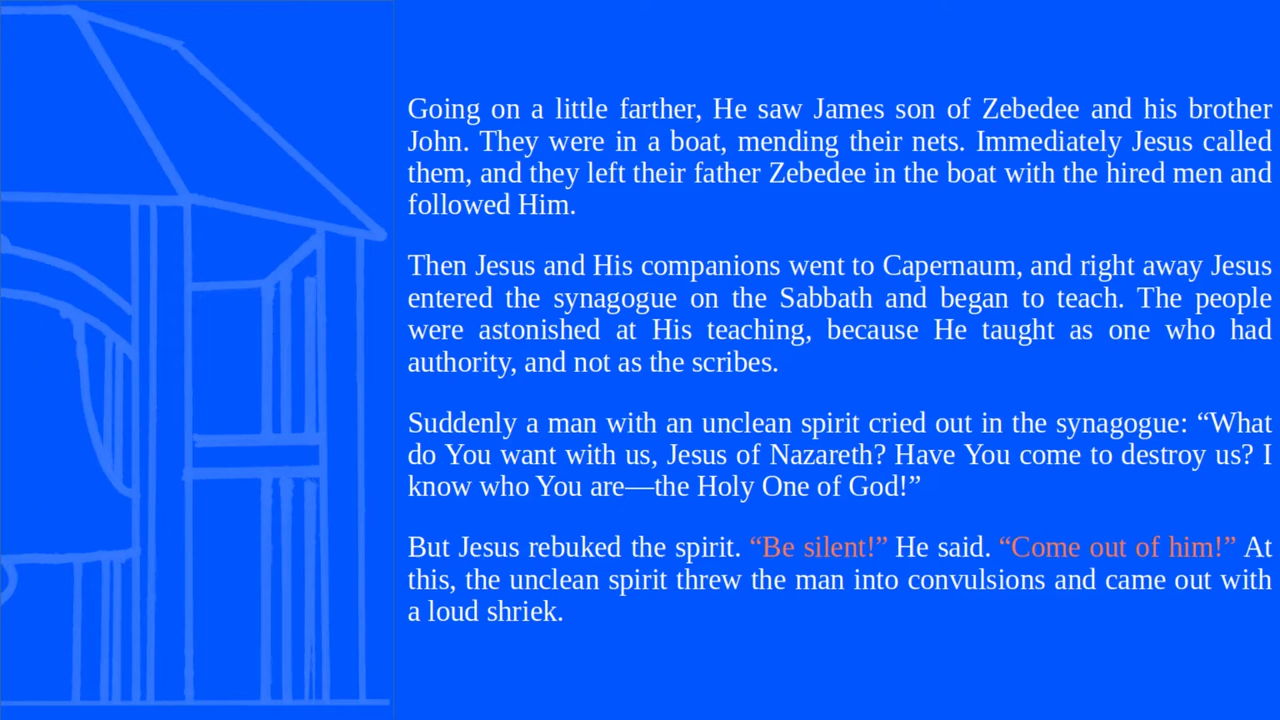 Going on a little farther, He saw James son of Zebedee and his brother
John. They were in a boat, mending their nets. Immediately Jesus called
them, and they left their father Zebedee in the boat with the hired men and
followed Him.
Then Jesus and His companions went to Capernaum, and right away Jesus
entered the synagogue on the Sabbath and began to teach. The people
were astonished at His teaching, because He taught as one who had
authority, and not as the scribes.
Suddenly a man with an unclean spirit cried out in the synagogue: “What
do You want with us, Jesus of Nazareth? Have You come to destroy us? I
know who You are—the Holy One of God!”
But Jesus rebuked the spirit. “Be silent!” He said. “Come out of him!” At
this, the unclean spirit threw the man into convulsions and came out with
a loud shriek.